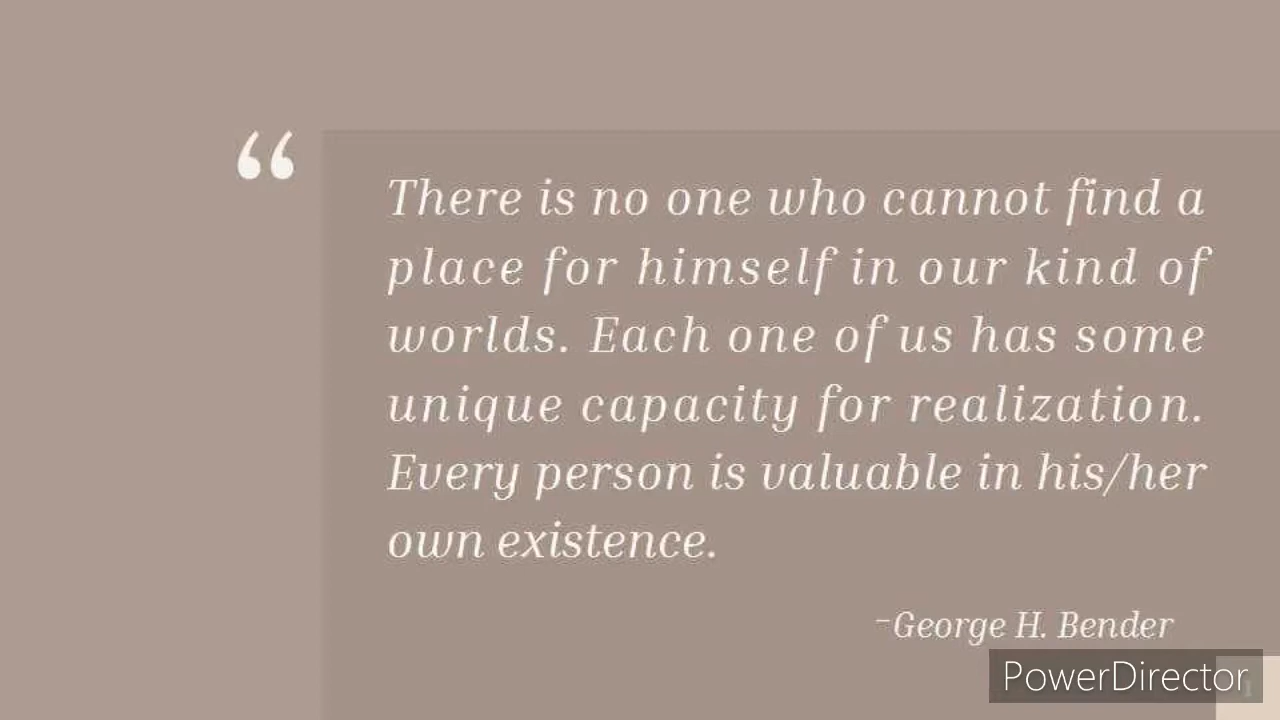 “
There is no one who cannot find a
place for himself in our kind of
worlds. Each one of us has some
unique capacity for realization.
Every person is valuable in his/her
own existence.
-George H. Bender
PowerDirector